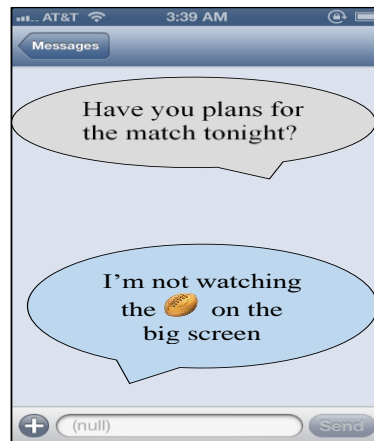 AT&T 3:39 AM
Messages
Have you plans for
the match tonight?
I'm not watching
the 🏉 on the
big screen
(null) Send